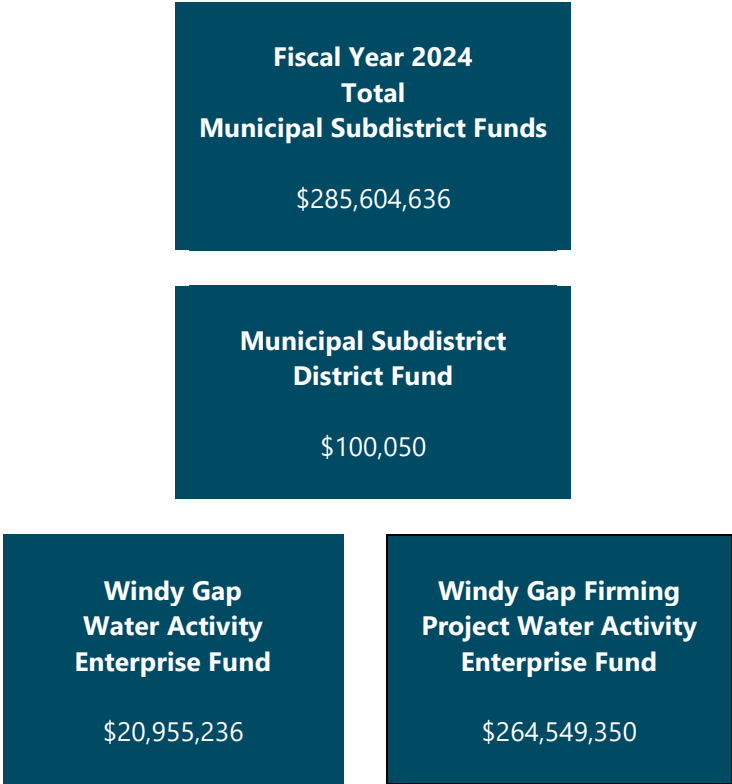 Fiscal Year 2024
Total
Municipal Subdistrict Funds
$285,604,636
Municipal Subdistrict
District Fund
$100,050
Windy Gap
Water Activity
Enterprise Fund
$20,955,236
Windy Gap Firming
Project Water Activity
Enterprise Fund
$264,549,350